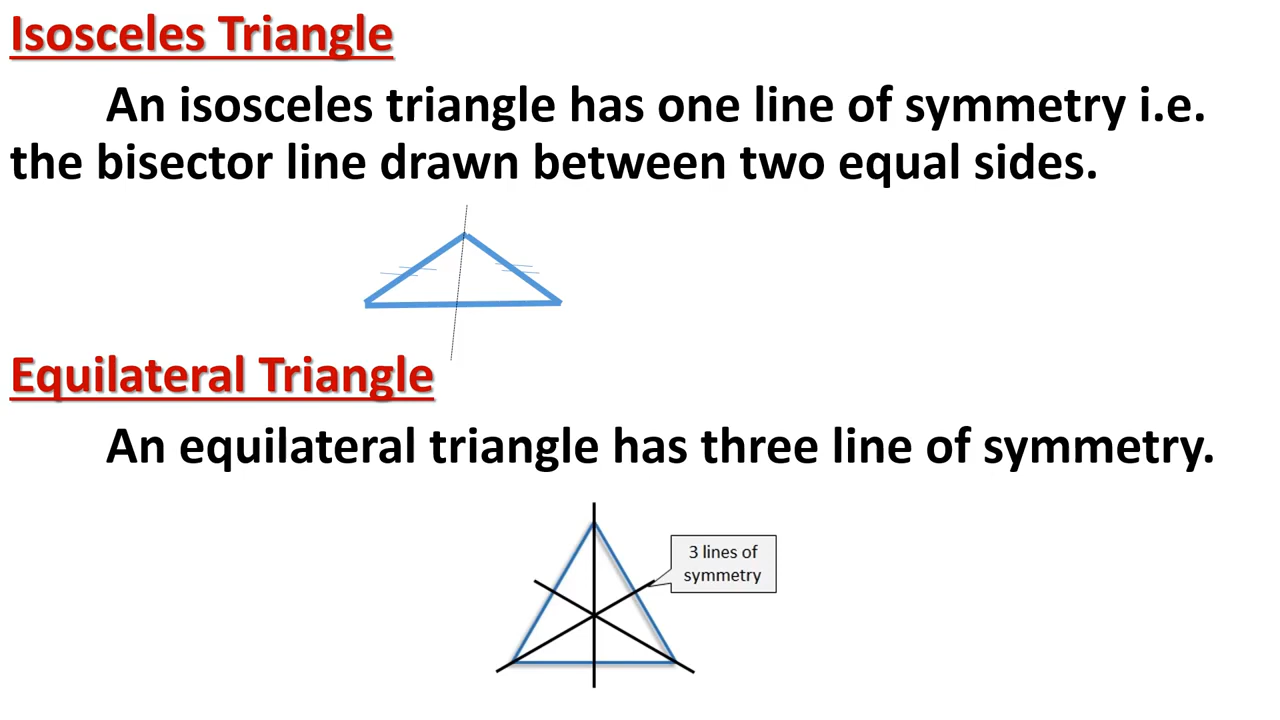 Isosceles Triangle
An isosceles triangle has one line of symmetry i.e.
the bisector line drawn between two equal sides.
Equilateral Triangle
An equilateral triangle has three line of symmetry.
3 lines of
symmetry